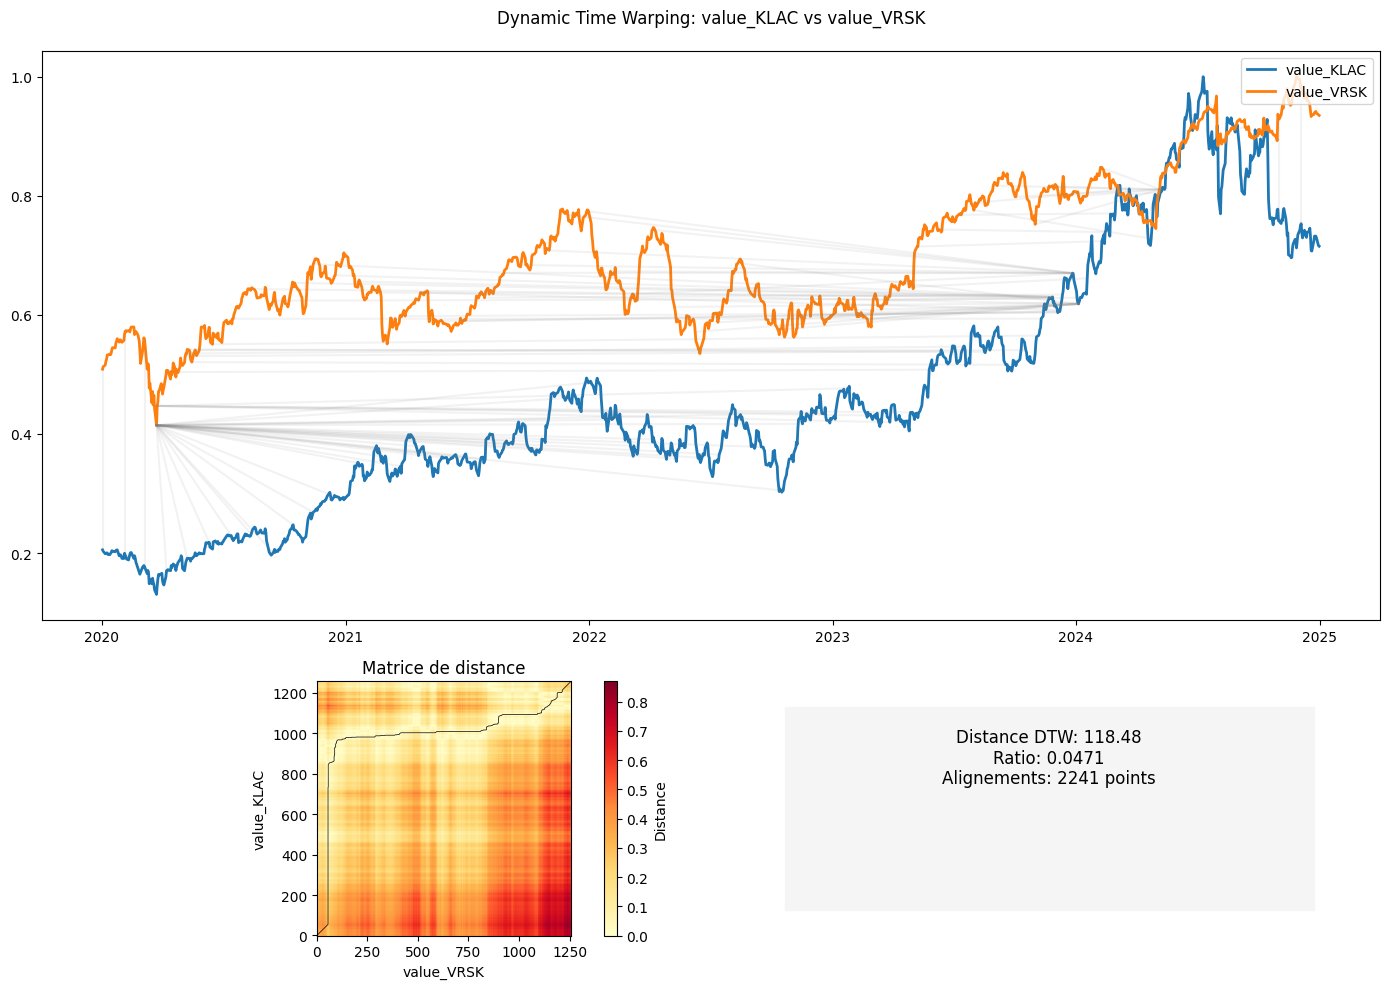 Dynamic Time Warping: value_KLAC vs value_VRSK
value_KLAC
value_VRSK
1.0
0.8
0.6
0.4
0.2
2020 2021 2022 2023 2024 2025
Matrice de distance
value_KLAC
1200
1000
800
600
400
200
0
0 250 500 750 1000 1250
value_VRSK
0.8
0.7
0.6
0.5
0.4
0.3
0.2
0.1
0.0
Distance
Distance DTW: 118.48
Ratio: 0.0471
Alignements: 2241 points